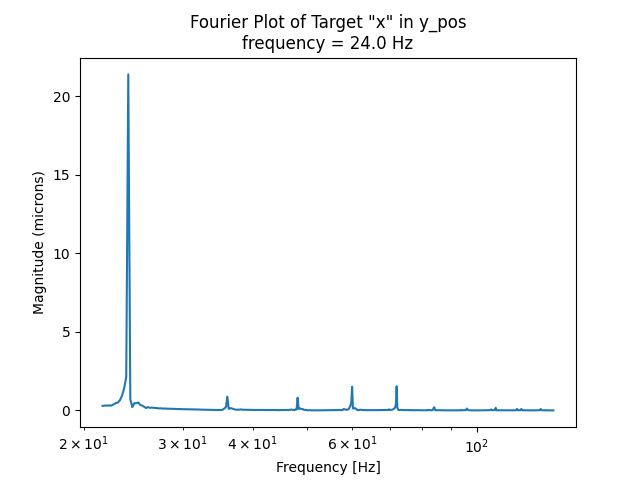 Fourier Plot of Target "x" in y_pos
frequency = 24.0 Hz
Magnitude (microns)
20
15
10
5
0
2 × 10¹
3 × 10¹
4 × 10¹
6 × 10¹
10²
Frequency [Hz]